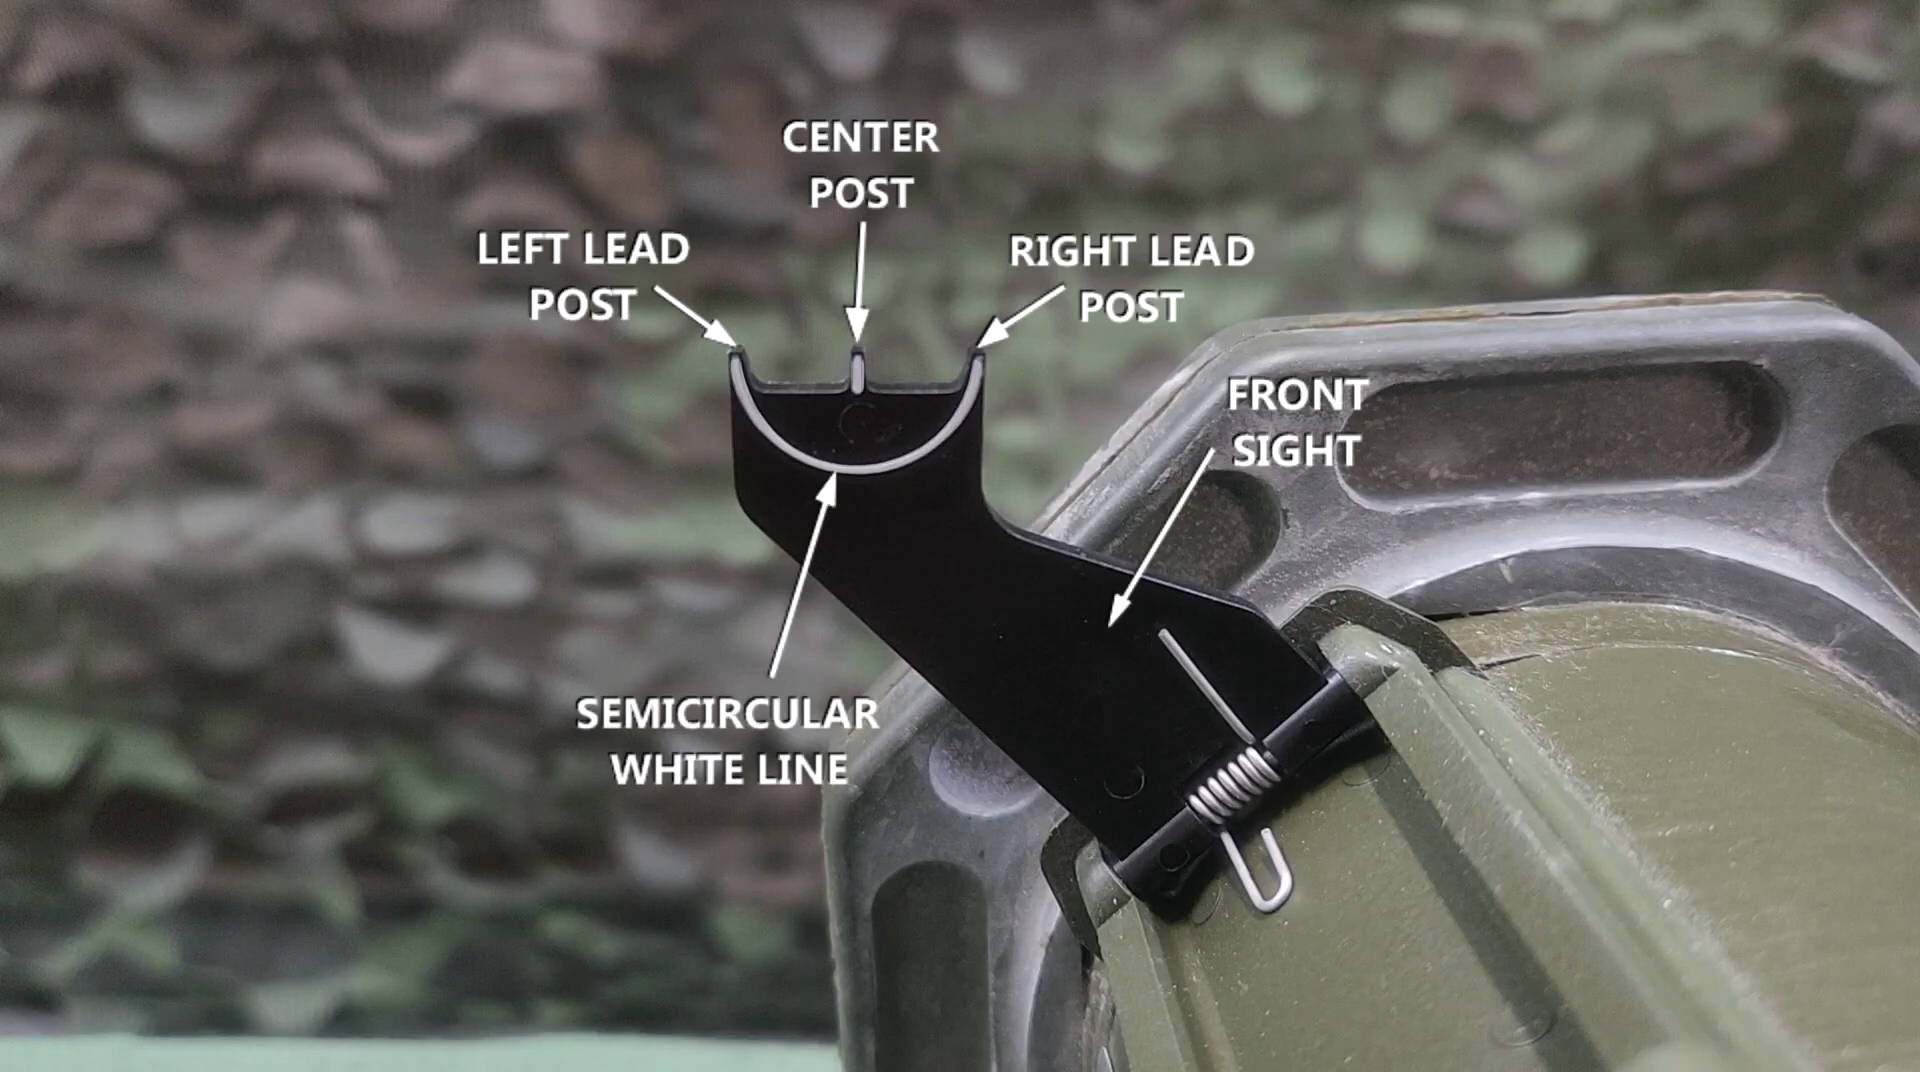 CENTER
POST
LEFT LEAD
POST
RIGHT LEAD
POST
FRONT
SIGHT
SEMICIRCULAR
WHITE LINE